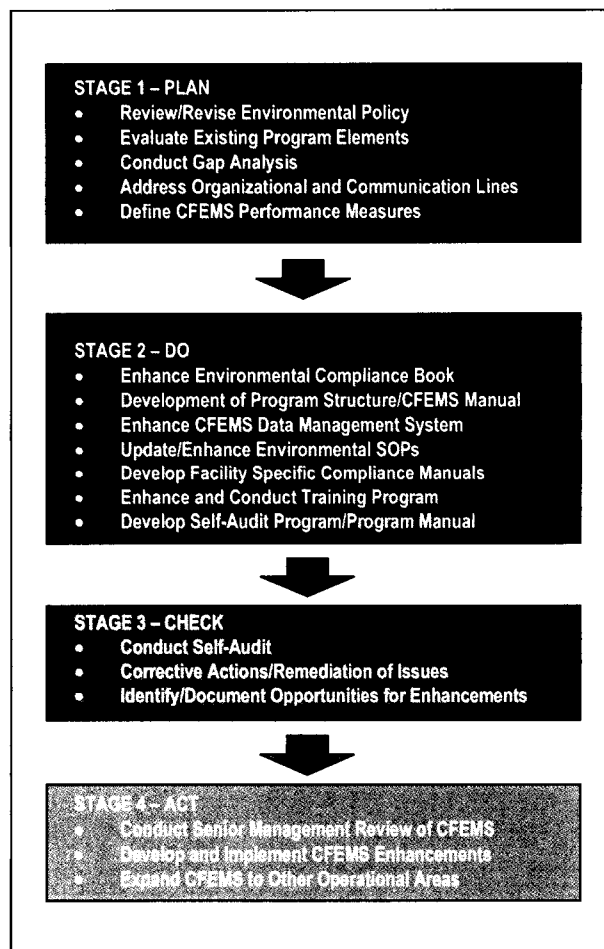 STAGE 1 – PLAN
• Review/Revise Environmental Policy
• Evaluate Existing Program Elements
• Conduct Gap Analysis
• Address Organizational and Communication Lines
• Define CFEMS Performance Measures
STAGE 2 – DO
• Enhance Environmental Compliance Book
• Development of Program Structure/CFEMS Manual
• Enhance CFEMS Data Management System
• Update/Enhance Environmental SOPs
• Develop Facility Specific Compliance Manuals
• Enhance and Conduct Training Program
• Develop Self-Audit Program/Program Manual
STAGE 3 – CHECK
• Conduct Self-Audit
• Corrective Actions/Remediation of Issues
• Identify/Document Opportunities for Enhancements
STAGE 4 – ACT
• Conduct Senior Management Review of CFEMS
• Develop and Implement CFEMS Enhancements
• Expand CFEMS to Other Operational Areas